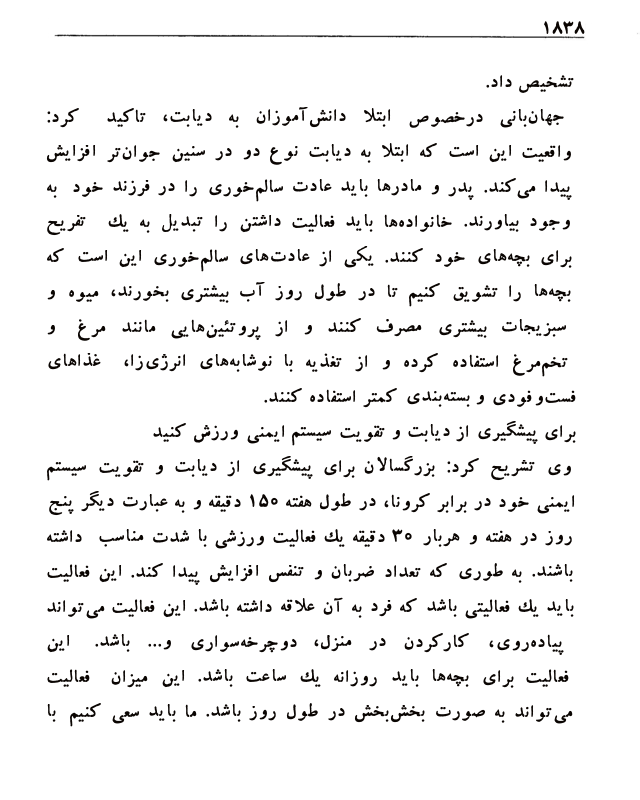 ۱۸۳۸
تشخیص داد.
جهان‌بانی درخصوص ابتلا دانش‌آموزان به دیابت، تاکید کرد:
واقعیت این است که ابتلا به دیابت نوع دو در سنین جوان‌تر افزایش
پیدا می‌کند. پدر و مادرها باید عادت سالم‌خوری را در فرزند خود به
وجود بیاورند. خانواده‌ها باید فعالیت داشتن را تبدیل به یك تفریح
برای بچه‌های خود کنند. یکی از عادت‌های سالم‌خوری این است که
بچه‌ها را تشویق کنیم تا در طول روز آب بیشتری بخورند، میوه و
سبزیجات بیشتری مصرف کنند و از پروتئین‌هایی مانند مرغ و
تخم‌مرغ استفاده کرده و از تغذیه با نوشابه‌های انرژی‌زا، غذاهای
فست‌وفودی و بسته‌بندی کمتر استفاده کنند.
برای پیشگیری از دیابت و تقویت سیستم ایمنی ورزش کنید
وی تشریح کرد: بزرگسالان برای پیشگیری از دیابت و تقویت سیستم
ایمنی خود در برابر کرونا، در طول هفته ۱۵۰ دقیقه و به عبارت دیگر پنج
روز در هفته و هربار ۳۰ دقیقه یك فعالیت ورزشی با شدت مناسب داشته
باشند. به طوری که تعداد ضربان و تنفس افزایش پیدا کند. این فعالیت
باید یك فعالیتی باشد که فرد به آن علاقه داشته باشد. این فعالیت می‌تواند
پیاده‌روی، کارکردن در منزل، دوچرخه‌سواری و... باشد. این
فعالیت برای بچه‌ها باید روزانه یك ساعت باشد. این میزان فعالیت
می‌تواند به صورت بخش‌بخش در طول روز باشد. ما باید سعی کنیم با